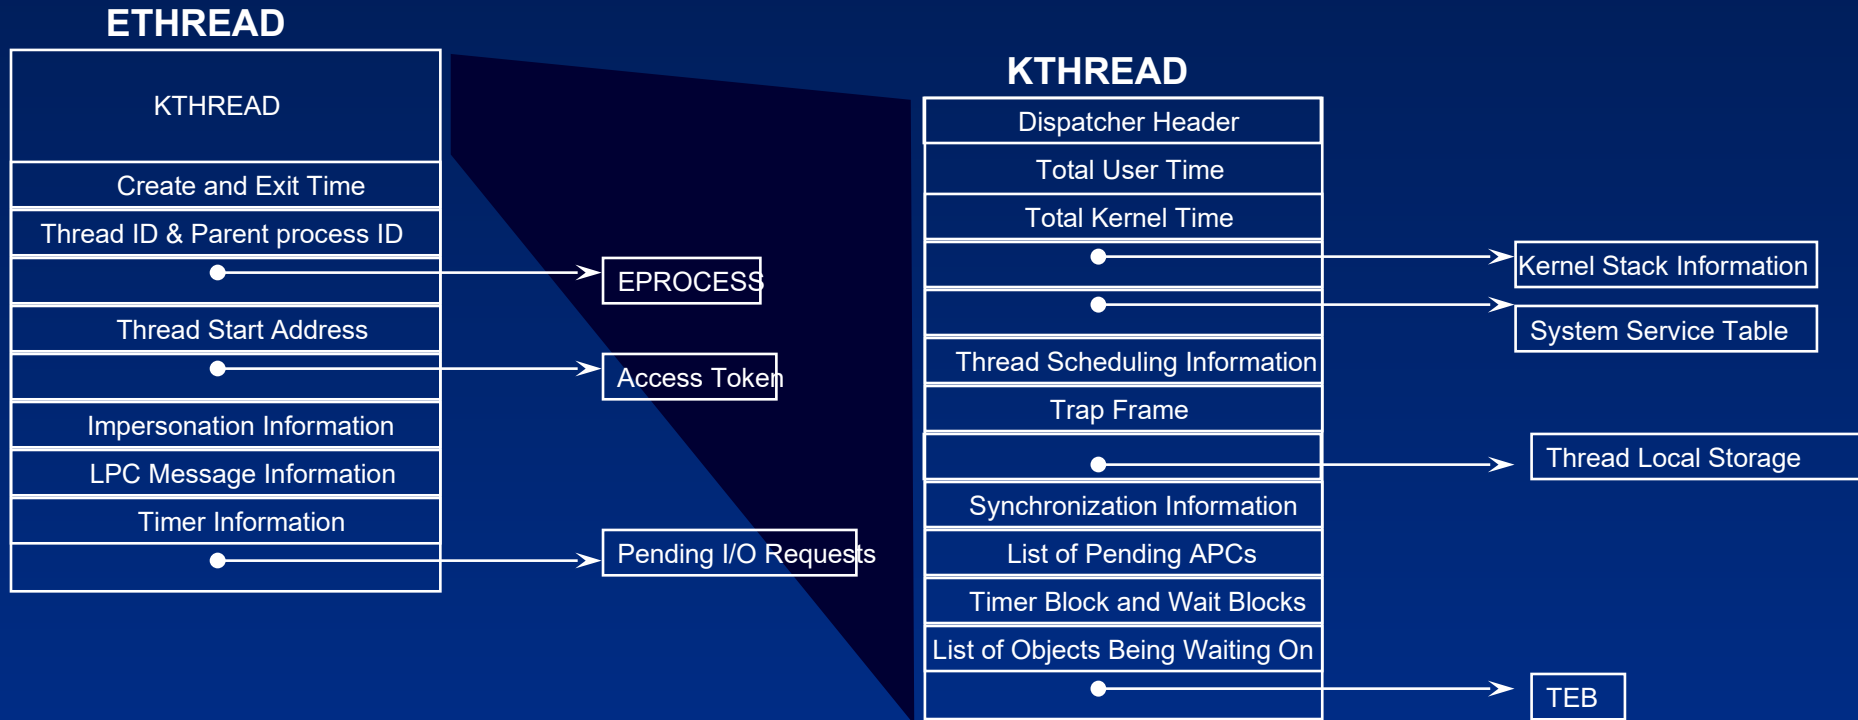 ETHREAD
KTHREAD
Create and Exit Time
Thread ID & Parent process ID
EPROCESS
Thread Start Address
Access Token
Impersonation Information
LPC Message Information
Timer Information
Pending I/O Requests
KTHREAD
Dispatcher Header
Total User Time
Total Kernel Time
Kernel Stack Information
System Service Table
Thread Scheduling Information
Trap Frame
Thread Local Storage
Synchronization Information
List of Pending APCs
Timer Block and Wait Blocks
List of Objects Being Waiting On
TEB